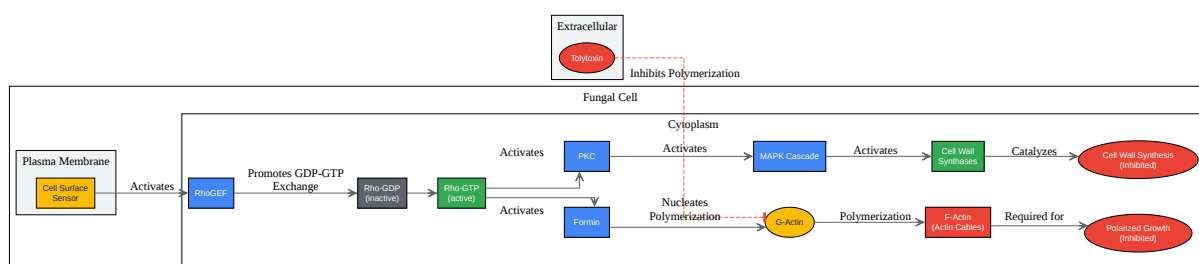 Extracellular
Tolytoxin
Inhibits Polymerization
Fungal Cell
Cytoplasm
Plasma Membrane
Cell Surface
Sensor
Activates
RhoGEF
Promotes GDP-GTP
Exchange
Rho-GDP
(inactive)
Rho-GTP
(active)
Activates
PKC
Activates
MAPK Cascade
Activates
Cell Wall
Synthases
Catalyzes
Cell Wall Synthesis
(Inhibited)
Activates
Formin
Nucleates
Polymerization
G-Actin
Polymerization
F-Actin
(Actin Cables)
Required for
Polarized Growth
(Inhibited)